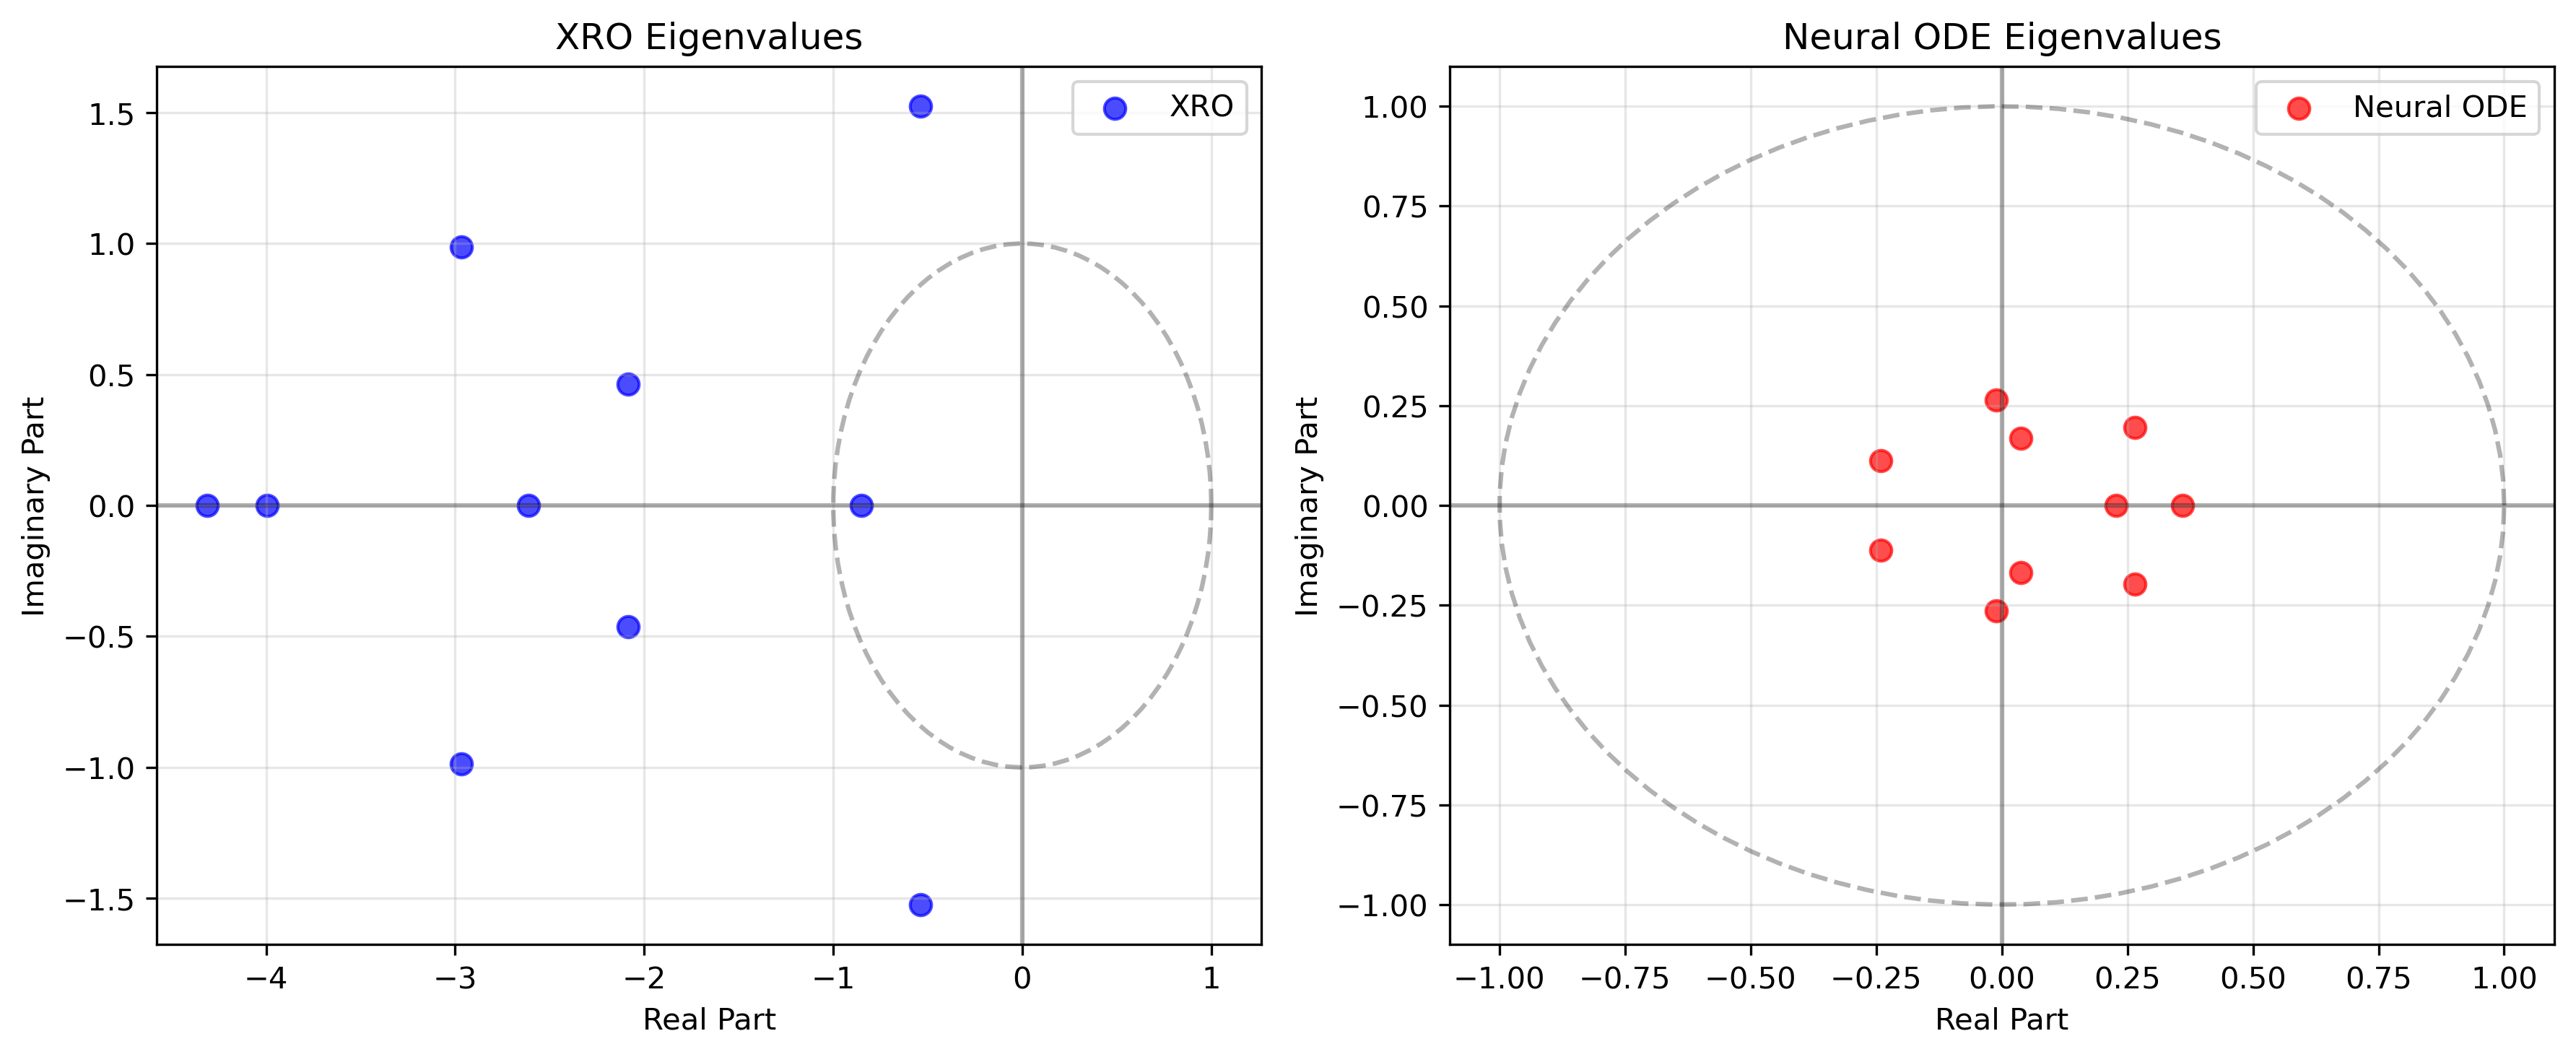 XRO Eigenvalues
XRO
1.5
1.0
0.5
0.0
−0.5
−1.0
−1.5
Imaginary Part
−4 −3 −2 −1 0 1
Real Part
Neural ODE Eigenvalues
Neural ODE
1.00
0.75
0.50
0.25
0.00
−0.25
−0.50
−0.75
−1.00
Imaginary Part
−1.00 −0.75 −0.50 −0.25 0.00 0.25 0.50 0.75 1.00
Real Part